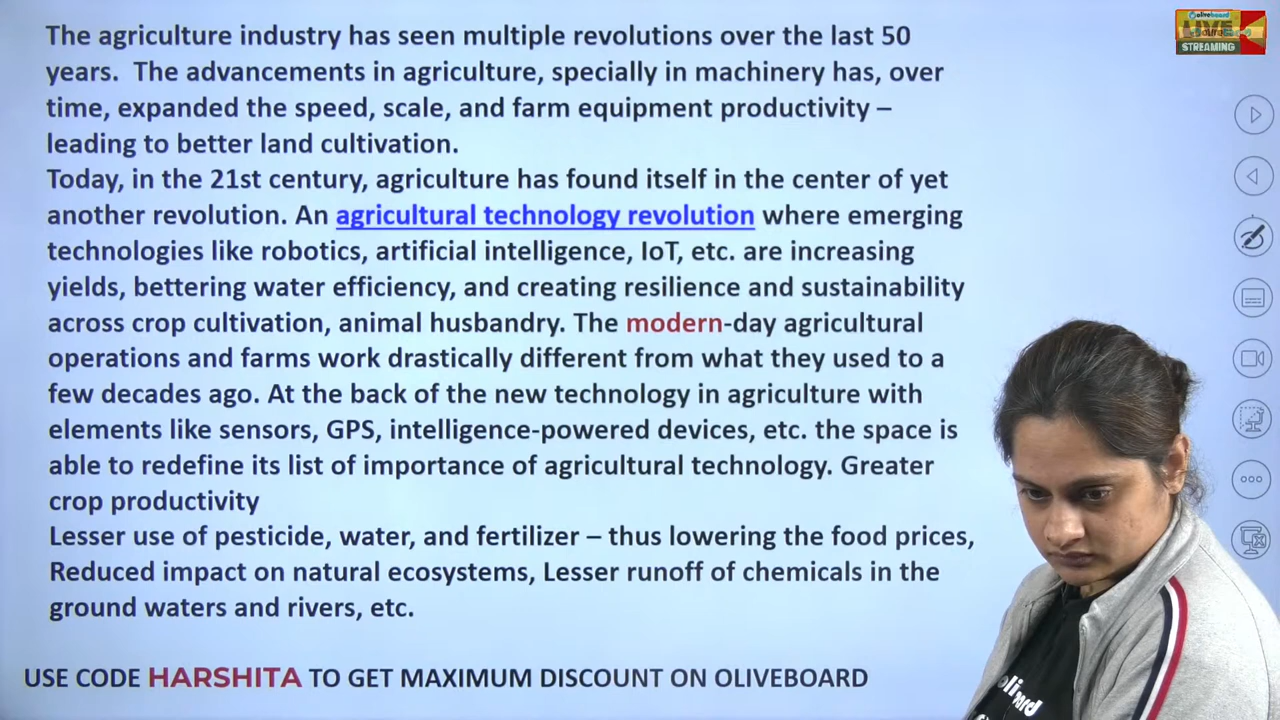 The agriculture industry has seen multiple revolutions over the last 50
years.  The advancements in agriculture, specially in machinery has, over
time, expanded the speed, scale, and farm equipment productivity –
leading to better land cultivation.
Today, in the 21st century, agriculture has found itself in the center of yet
another revolution. An agricultural technology revolution where emerging
technologies like robotics, artificial intelligence, IoT, etc. are increasing
yields, bettering water efficiency, and creating resilience and sustainability
across crop cultivation, animal husbandry. The modern-day agricultural
operations and farms work drastically different from what they used to a
few decades ago. At the back of the new technology in agriculture with
elements like sensors, GPS, intelligence-powered devices, etc. the space is
able to redefine its list of importance of agricultural technology. Greater
crop productivity
Lesser use of pesticide, water, and fertilizer – thus lowering the food prices,
Reduced impact on natural ecosystems, Lesser runoff of chemicals in the
ground waters and rivers, etc.
USE CODE HARSHITA TO GET MAXIMUM DISCOUNT ON OLIVEBOARD
oliveboard
LIVE
STREAMING